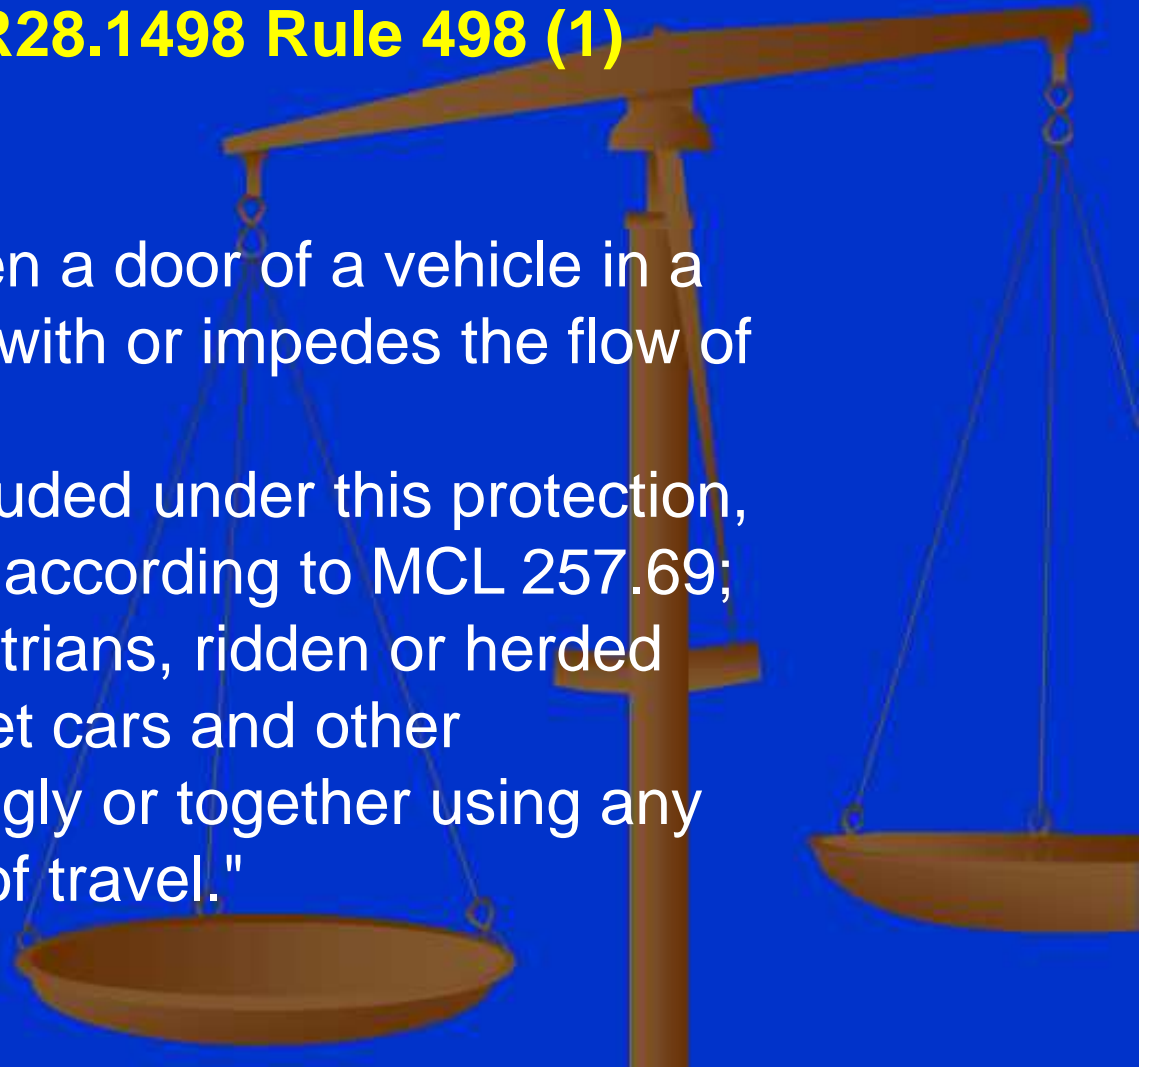 R28.1498 Rule 498 (1)
en a door of a vehicle in a
with or impedes the flow of
uded under this protection,
according to MCL 257.69;
trians, ridden or herded
et cars and other
gly or together using any
of travel."